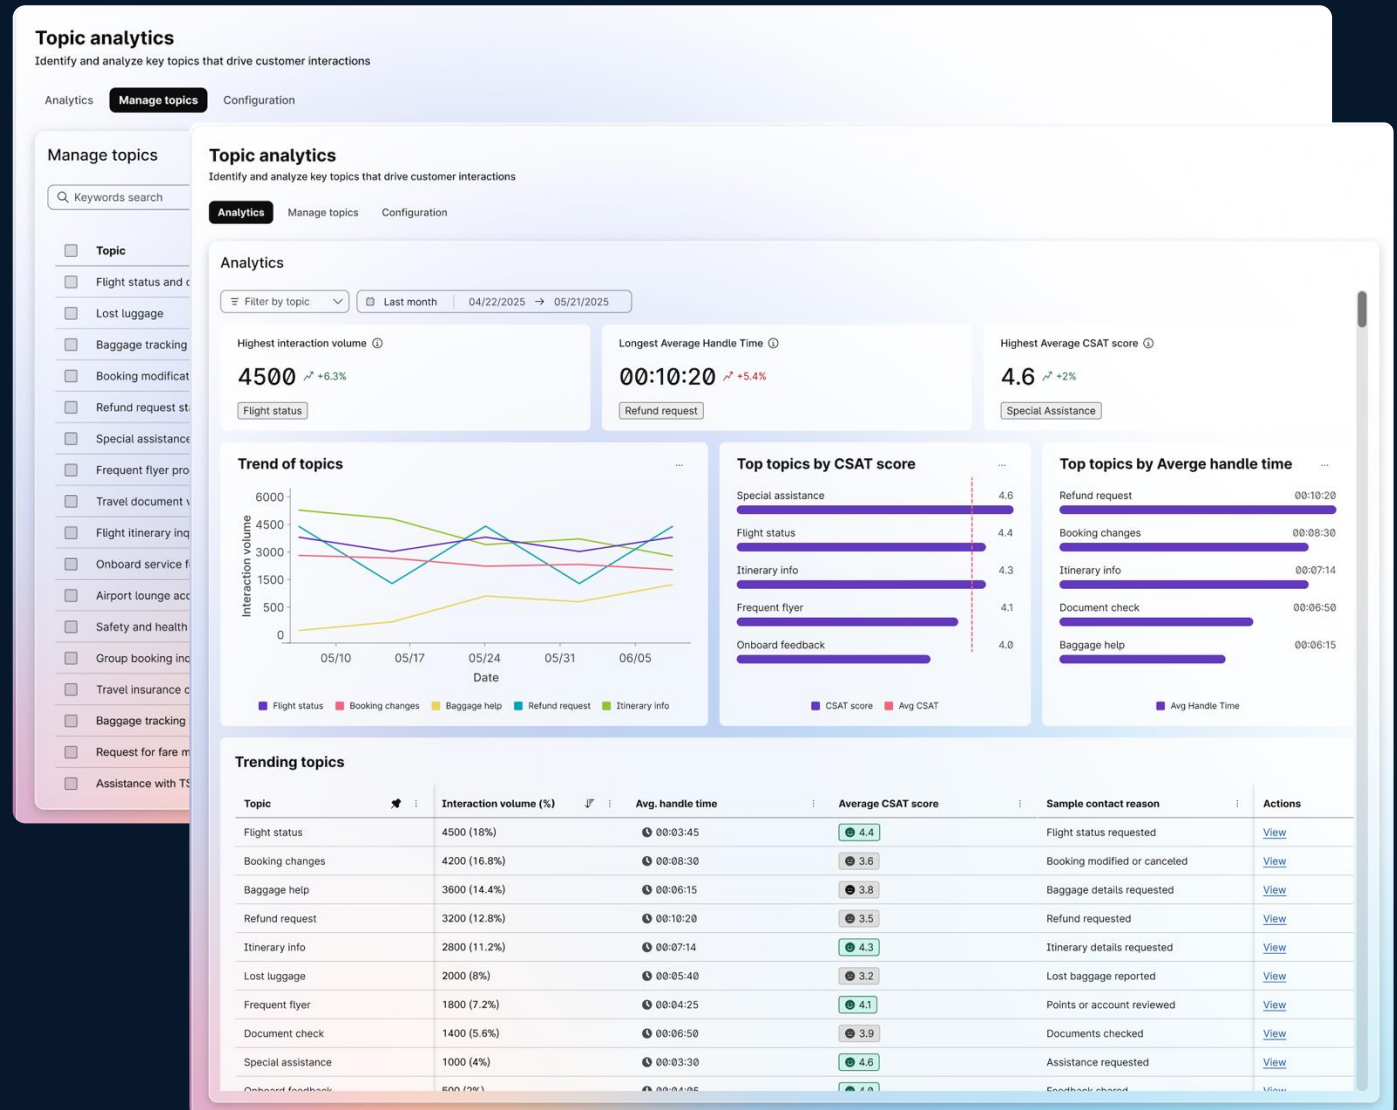 Topic analytics
Identify and analyze key topics that drive customer interactions
Analytics Manage topics Configuration
Manage topics
Keywords search
Topic
Flight status and
Lost luggage
Baggage tracking
Booking modificat
Refund request st
Special assistance
Frequent flyer pro
Travel document
Flight itinerary inq
Onboard service f
Airport lounge acc
Safety and health
Group booking inq
Travel insurance c
Baggage tracking
Request for fare m
Assistance with TS
Topic analytics
Identify and analyze key topics that drive customer interactions
Analytics Manage topics Configuration
Analytics
Filter by topic Last month 04/22/2025 → 05/21/2025
Highest interaction volume Longest Average Handle Time Highest Average CSAT score
4500 +6.3% 00:10:20 +5.4% 4.6 +2%
Flight status Refund request Special Assistance
Trend of topics ...
6000
4500
3000
1500
500
0
Interaction volume
05/10 05/17 05/24 05/31 06/05
Date
Flight status Booking changes Baggage help Refund request Itinerary info
Top topics by CSAT score ...
Special assistance 4.6
Flight status 4.4
Itinerary info 4.3
Frequent flyer 4.1
Onboard feedback 4.0
CSAT score Avg CSAT
Top topics by Averge handle time ...
Refund request 00:10:20
Booking changes 00:08:30
Itinerary info 00:07:14
Document check 00:06:50
Baggage help 00:06:15
Avg Handle Time
Trending topics
Topic Interaction volume (%) Avg. handle time Average CSAT score Sample contact reason Actions
Flight status 4500 (18%) 00:03:45 4.4 Flight status requested View
Booking changes 4200 (16.8%) 00:08:30 3.6 Booking modified or canceled View
Baggage help 3600 (14.4%) 00:06:15 3.8 Baggage details requested View
Refund request 3200 (12.8%) 00:10:20 3.5 Refund requested View
Itinerary info 2800 (11.2%) 00:07:14 4.3 Itinerary details requested View
Lost luggage 2000 (8%) 00:05:40 3.2 Lost baggage reported View
Frequent flyer 1800 (7.2%) 00:04:25 4.1 Points or account reviewed View
Document check 1400 (5.6%) 00:06:50 3.9 Documents checked View
Special assistance 1000 (4%) 00:03:30 4.6 Assistance requested View
Onboard feedback 500 (2%) 00:04:05 4.0 Feedback shared View